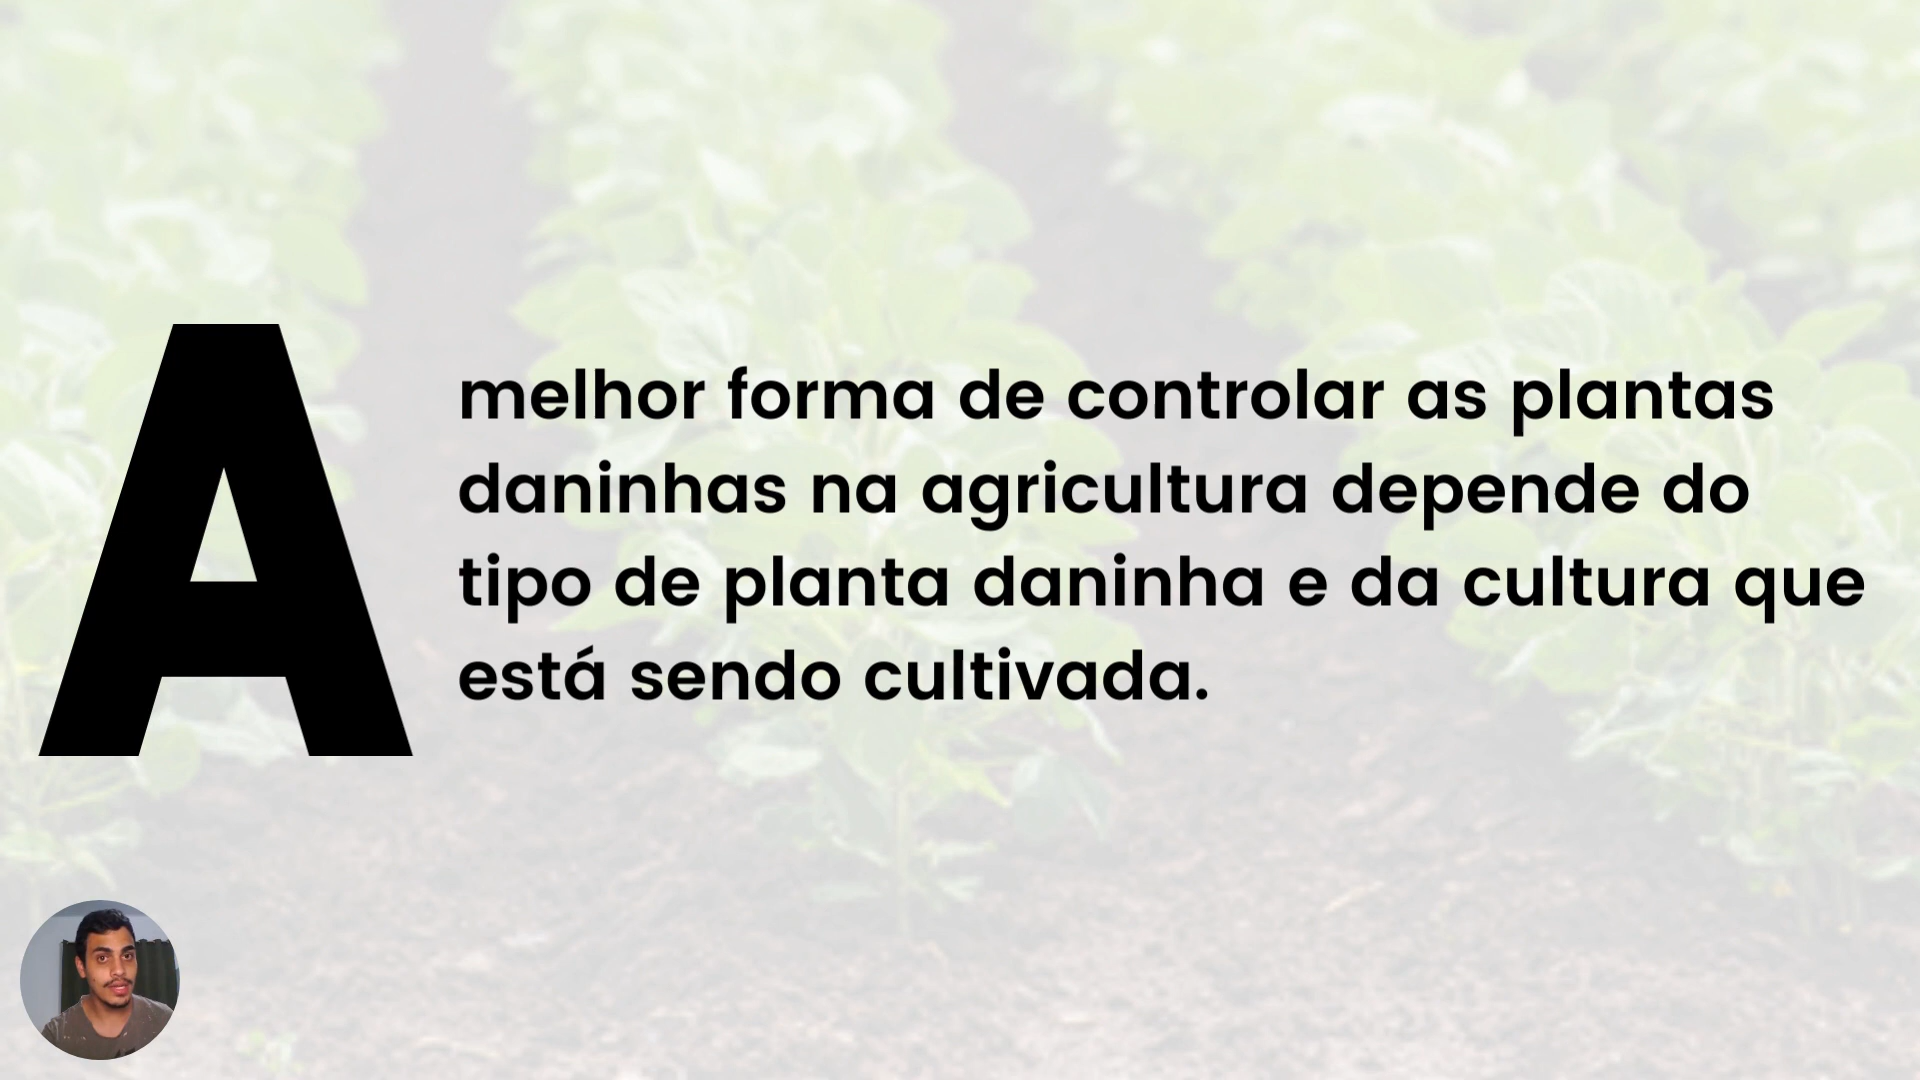 A
melhor forma de controlar as plantas
daninhas na agricultura depende do
tipo de planta daninha e da cultura que
está sendo cultivada.